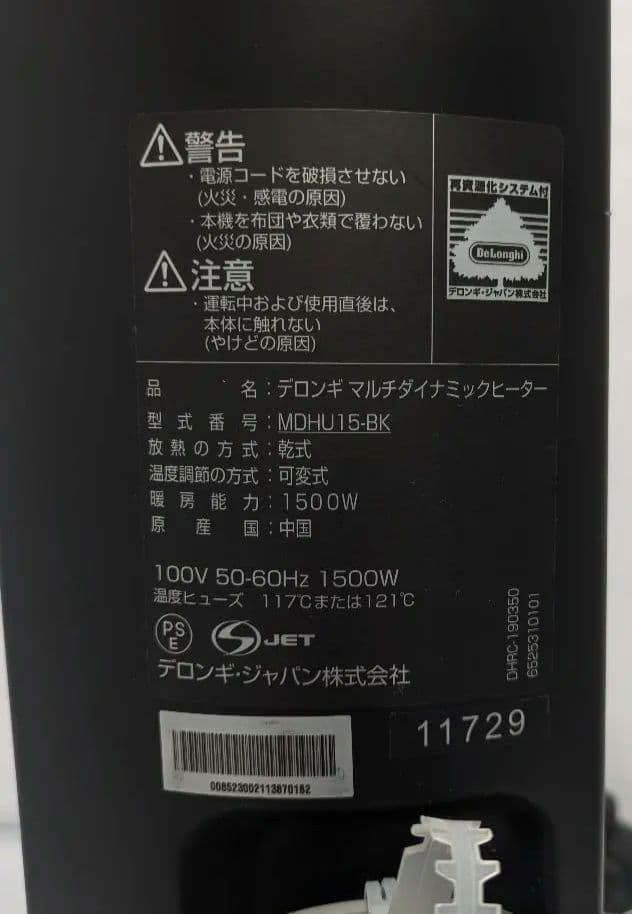 警告
・電源コードを破損させない
(火災・感電の原因)
・本機を布団や衣類で覆わない
(火災の原因)
注意
・運転中および使用直後は、
本体に触れない
(やけどの原因)
再資源化システム付
DeLonghi
デロンギ・ジャパン株式会社
品 名：デロンギ マルチダイナミックヒーター
型式番号：MDHU15-BK
放熱の方式：乾式
温度調節の方式：可変式
暖房能力：1500W
原産国：中国
100V 50-60Hz 1500W
温度ヒューズ 117℃または121℃
PS
E
JET
デロンギ・ジャパン株式会社
DHRC-190350
6525310101
11729
0085230021138701­62